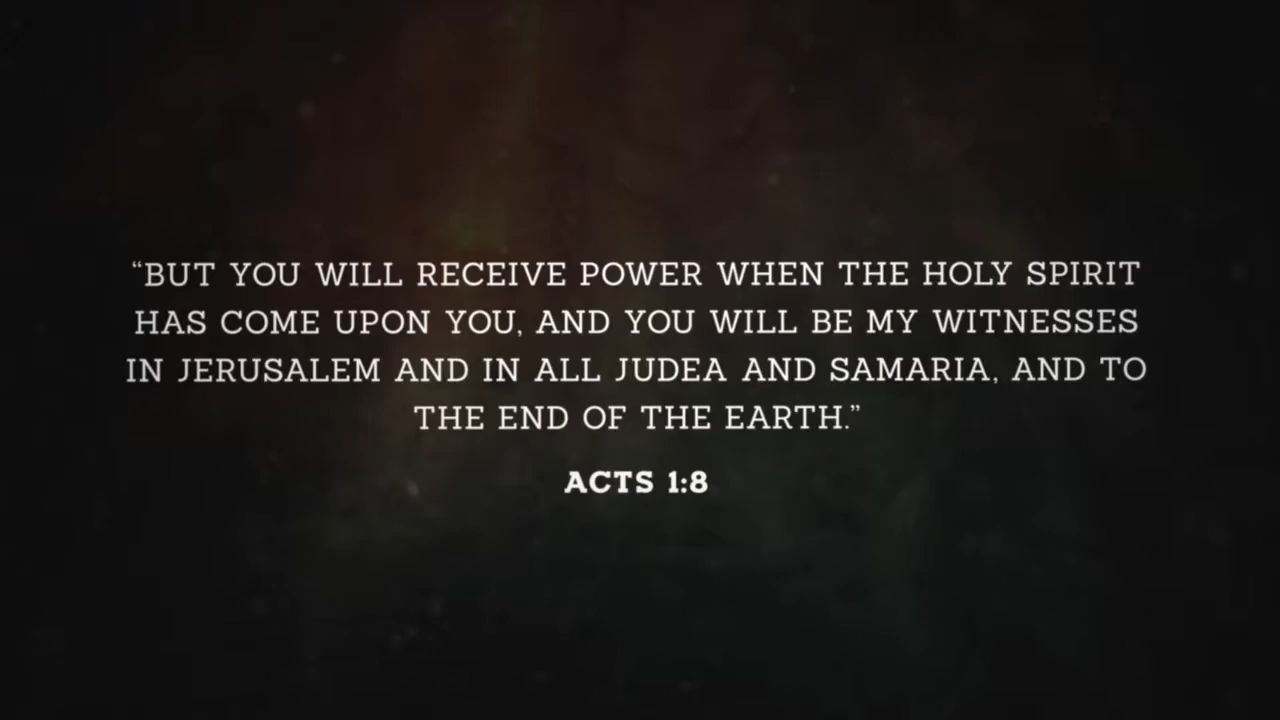 “BUT YOU WILL RECEIVE POWER WHEN THE HOLY SPIRIT
HAS COME UPON YOU, AND YOU WILL BE MY WITNESSES
IN JERUSALEM AND IN ALL JUDEA AND SAMARIA, AND TO
THE END OF THE EARTH.”
ACTS 1:8